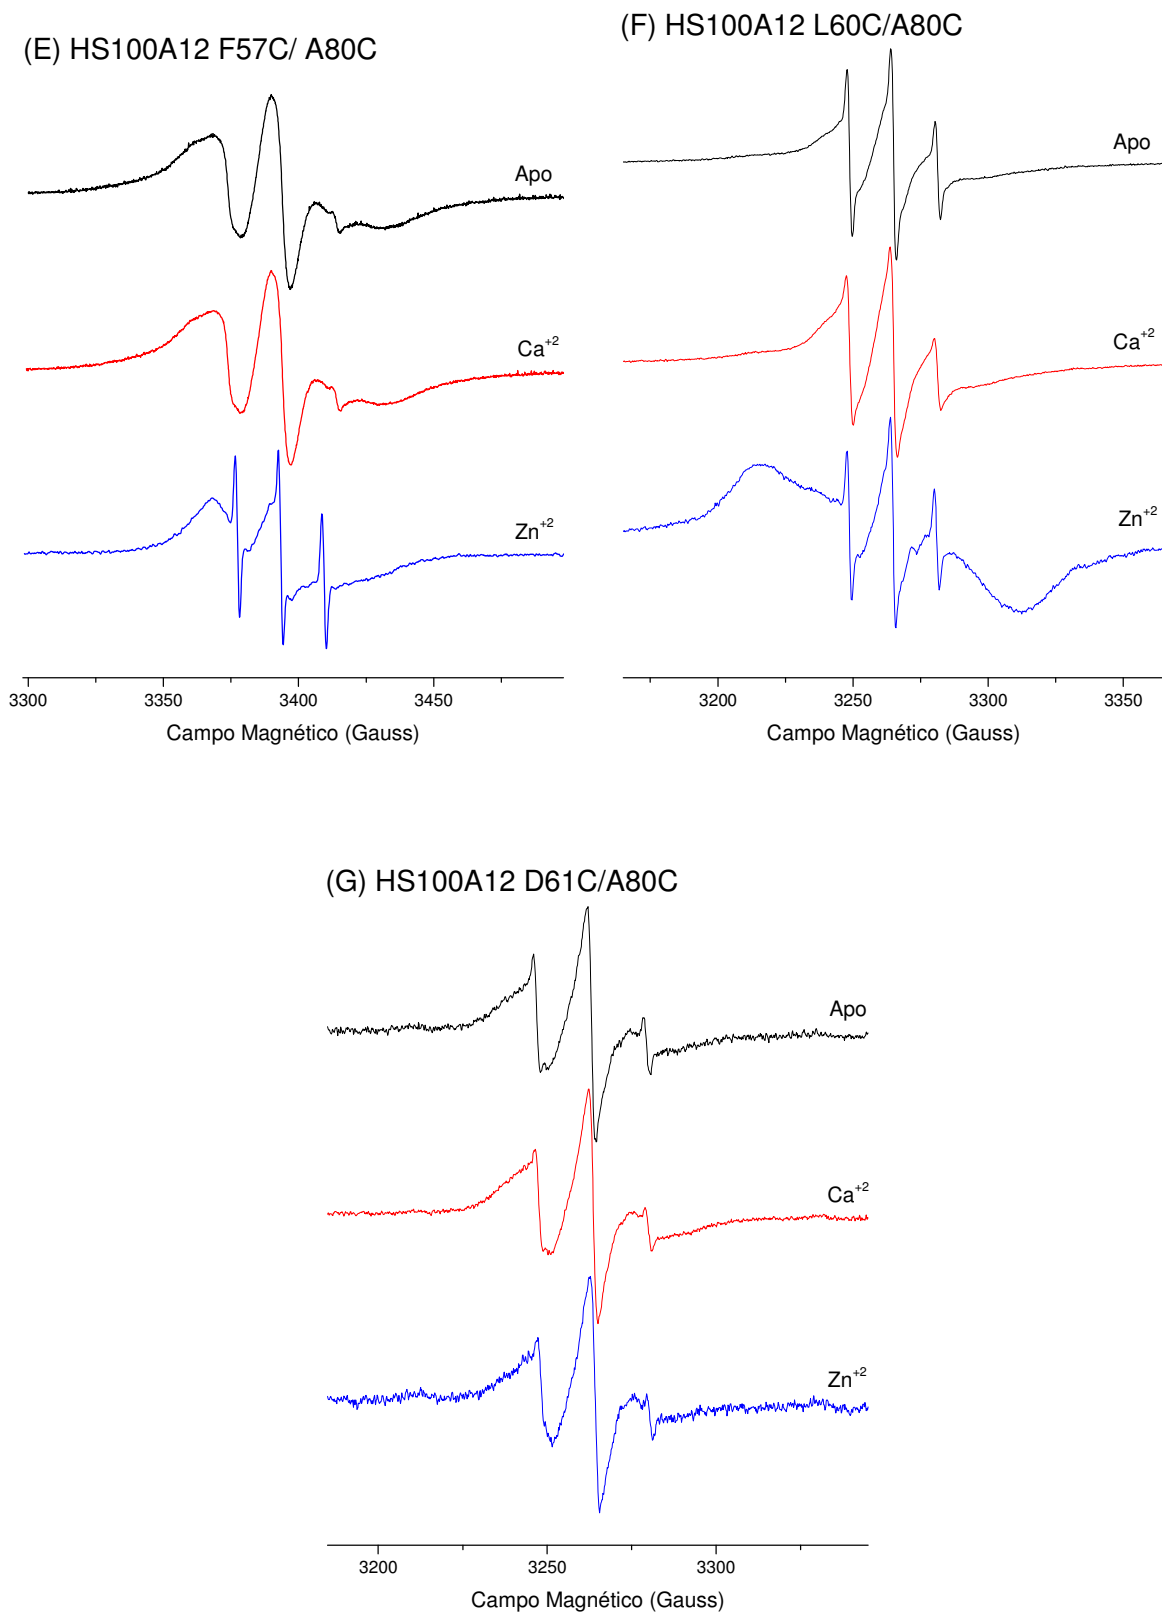 (E) HS100A12 F57C/ A80C
Apo
Ca+2
Zn+2
3300 3350 3400 3450
Campo Magnético (Gauss)
(F) HS100A12 L60C/A80C
Apo
Ca+2
Zn+2
3200 3250 3300 3350
Campo Magnético (Gauss)
(G) HS100A12 D61C/A80C
Apo
Ca+2
Zn+2
3200 3250 3300
Campo Magnético (Gauss)